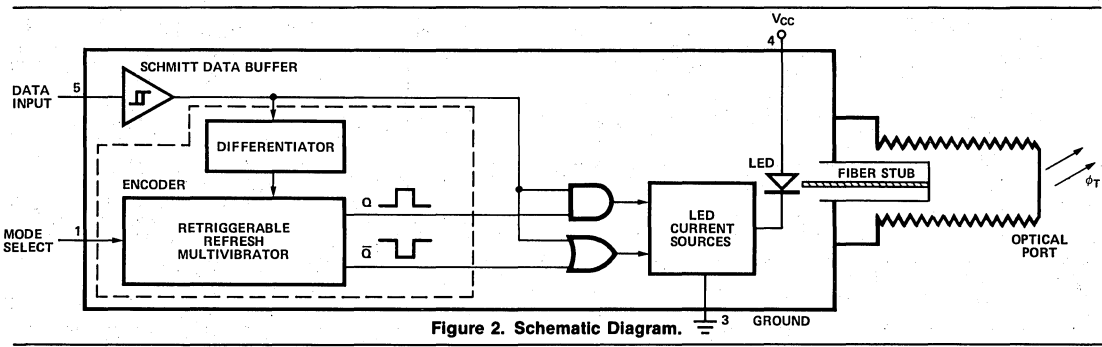 VCC
4
SCHMITT DATA BUFFER
DATA
INPUT
5
DIFFERENTIATOR
ENCODER
LED
FIBER STUB
ΦT
Q
LED
CURRENT
SOURCES
MODE
SELECT
1
RETRIGGERABLE
REFRESH
MULTIVIBRATOR
Q̅
OPTICAL
PORT
3
GROUND
Figure 2. Schematic Diagram.